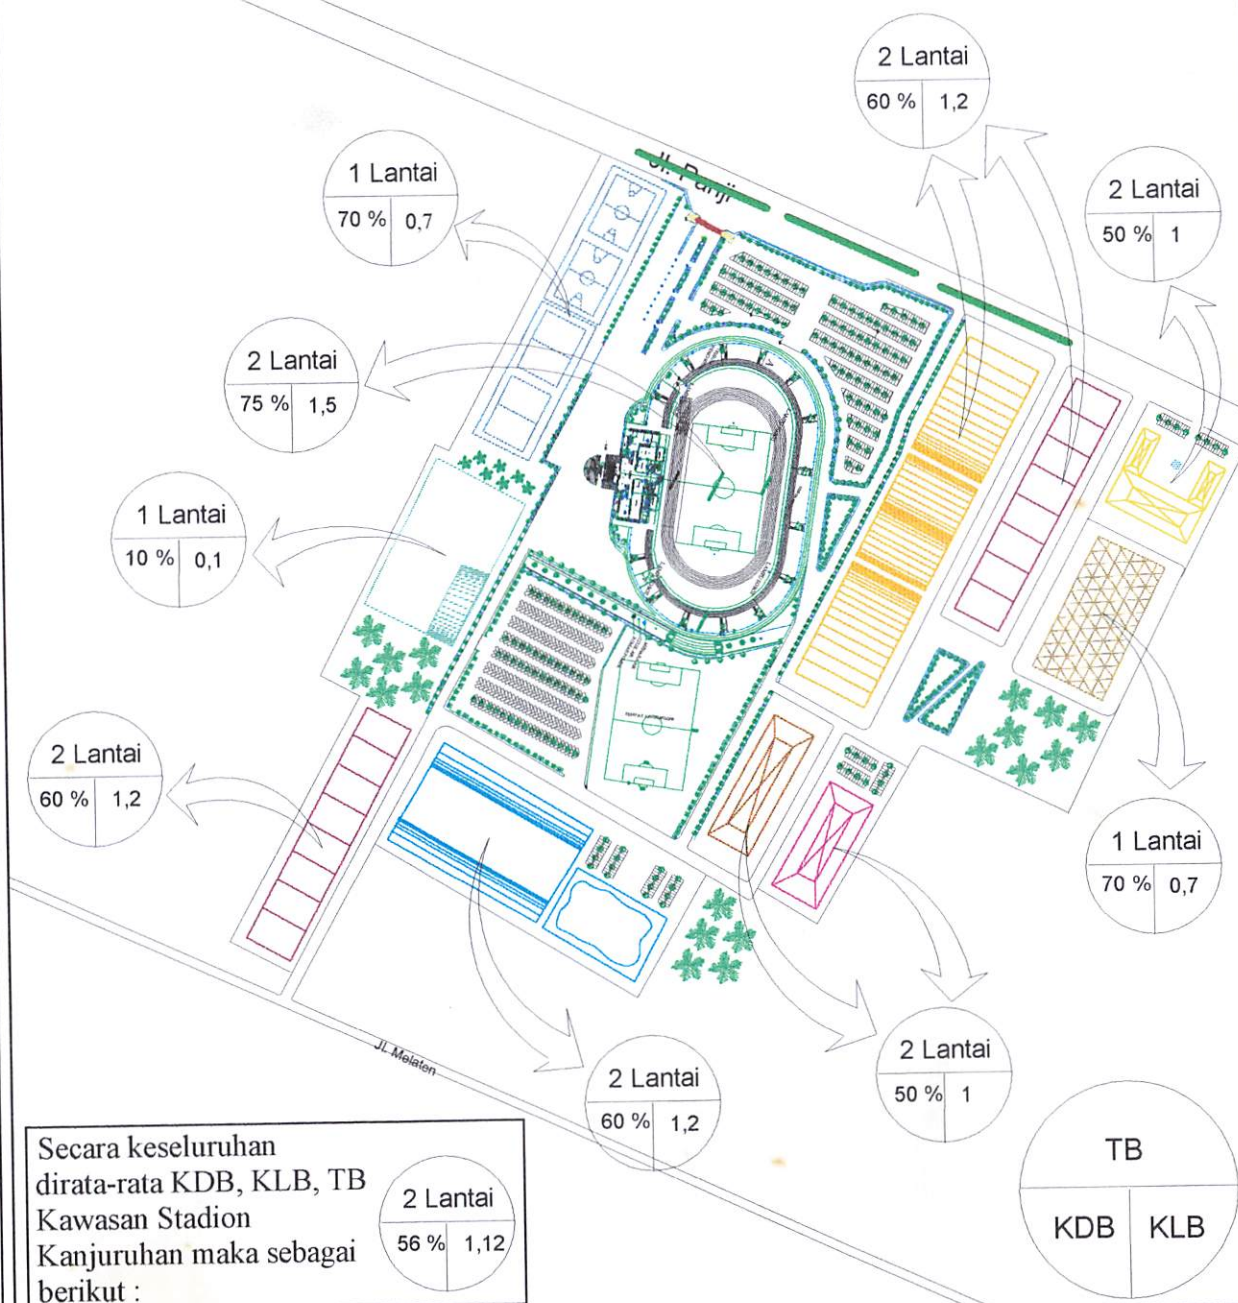 2 Lantai
60 % 1,2
1 Lantai
70 % 0,7
Jl. Panji
2 Lantai
50 % 1
2 Lantai
75 % 1,5
1 Lantai
10 % 0,1
2 Lantai
60 % 1,2
1 Lantai
70 % 0,7
2 Lantai
50 % 1
2 Lantai
60 % 1,2
JL Melaten
TB
KDB KLB
Secara keseluruhan
dirata-rata KDB, KLB, TB
Kawasan Stadion
Kanjuruhan maka sebagai
berikut :
2 Lantai
56 % 1,12